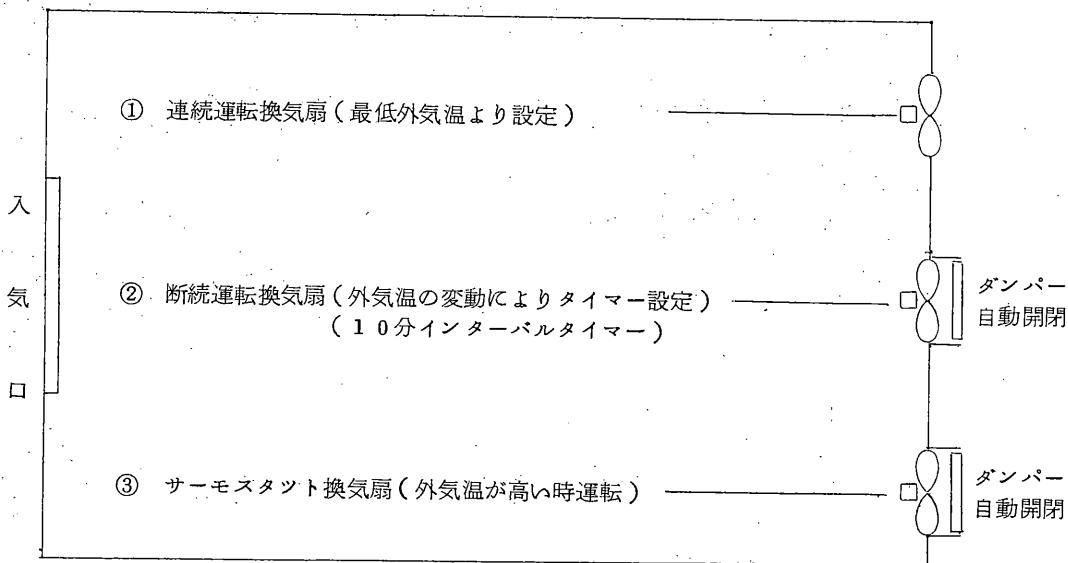 ① 連続運転換気扇(最低外気温より設定)
入気口
② 断続運転換気扇(外気温の変動によりタイマー設定)
(10分インターバルタイマー)
ダンパー
自動開閉
③ サーモスタツト換気扇(外気温が高い時運転)
ダンパー
自動開閉